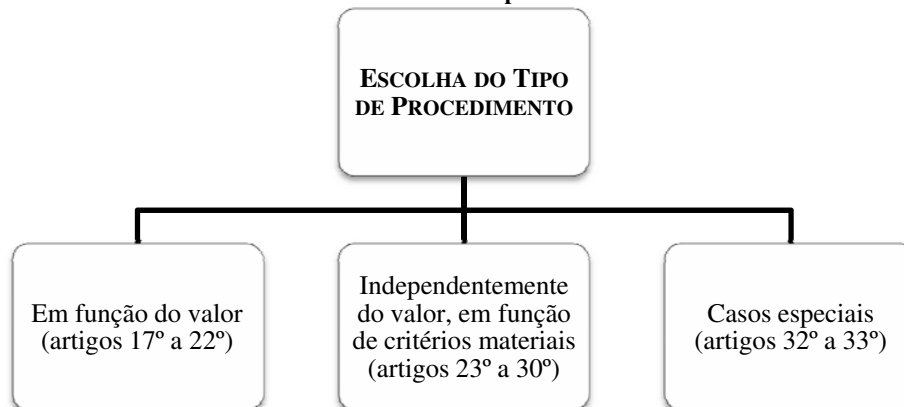 ESCOLHA DO TIPO
DE PROCEDIMENTO
Em função do valor
(artigos 17º a 22º)
Independentemente
do valor, em função
de critérios materiais
(artigos 23º a 30º)
Casos especiais
(artigos 32º a 33º)